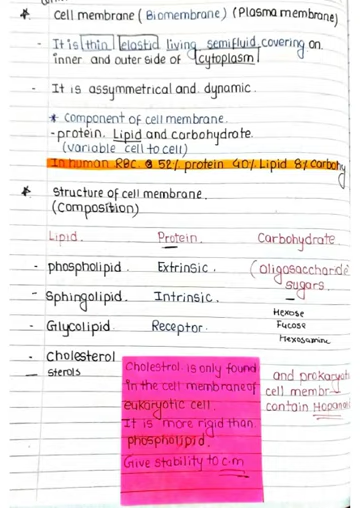 * Cell membrane (Biomembrane) (Plasma membrane)
- It is thin elastid living semifluid covering on
inner and outer side of cytoplasm
- It is assymmetrical and dynamic.
* Component of cell membrane.
- protein, Lipid and carbohydrate.
(variable cell to cell)
In human RBC 52% protein 40% Lipid 8% carbohy
* Structure of cell membrane.
(Composition)
Lipid. Protein. Carbohydrate.
- phospholipid. Extrinsic. (oligosaccharide
sugars.
- Sphingolipid. Intrinsic.
Hexose
- Glycolipid. Receptor. Fucose
Hexosamine
- Cholesterol
- sterols
Cholestrol is only found
in the cell membrane of
eukaryotic cell.
It is more rigid than
phospholipid.
Give stability to c-m
and prokaryot
cell membr
contain Hopano